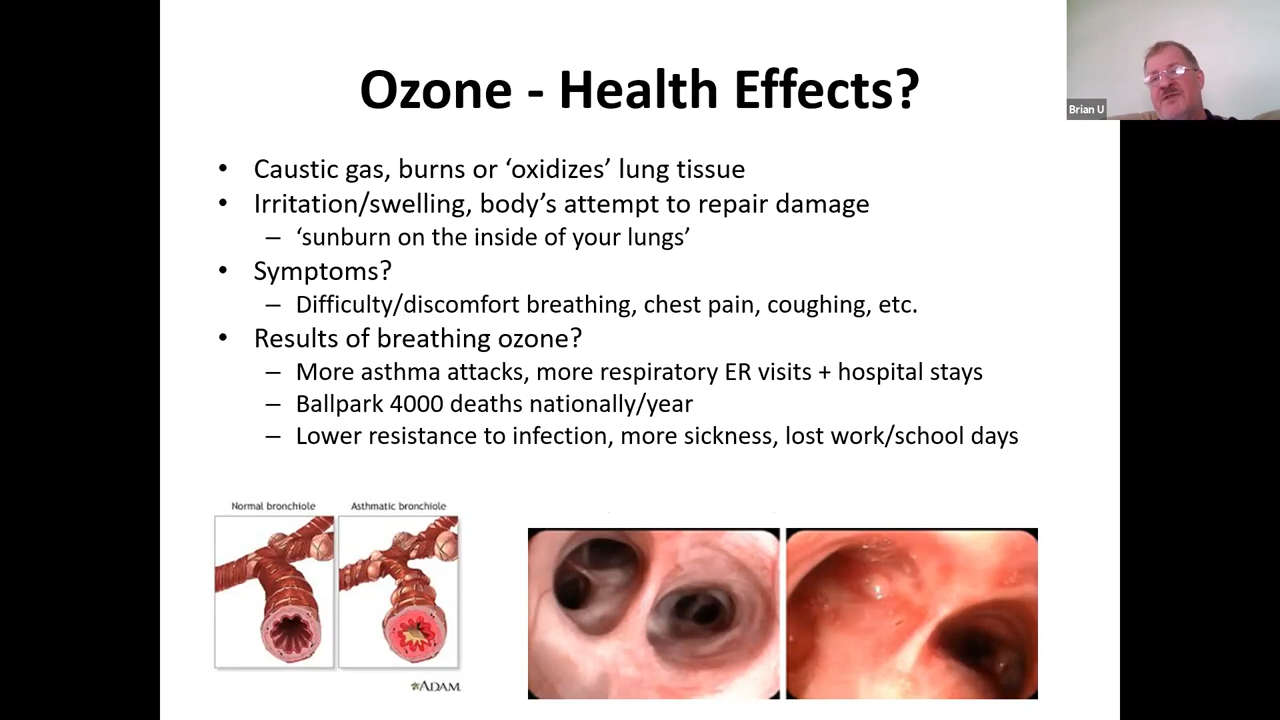 Ozone - Health Effects?
Brian U
• Caustic gas, burns or ‘oxidizes’ lung tissue
• Irritation/swelling, body’s attempt to repair damage
– ‘sunburn on the inside of your lungs’
• Symptoms?
– Difficulty/discomfort breathing, chest pain, coughing, etc.
• Results of breathing ozone?
– More asthma attacks, more respiratory ER visits + hospital stays
– Ballpark 4000 deaths nationally/year
– Lower resistance to infection, more sickness, lost work/school days
Normal bronchiole
Asthmatic bronchiole
ADAM